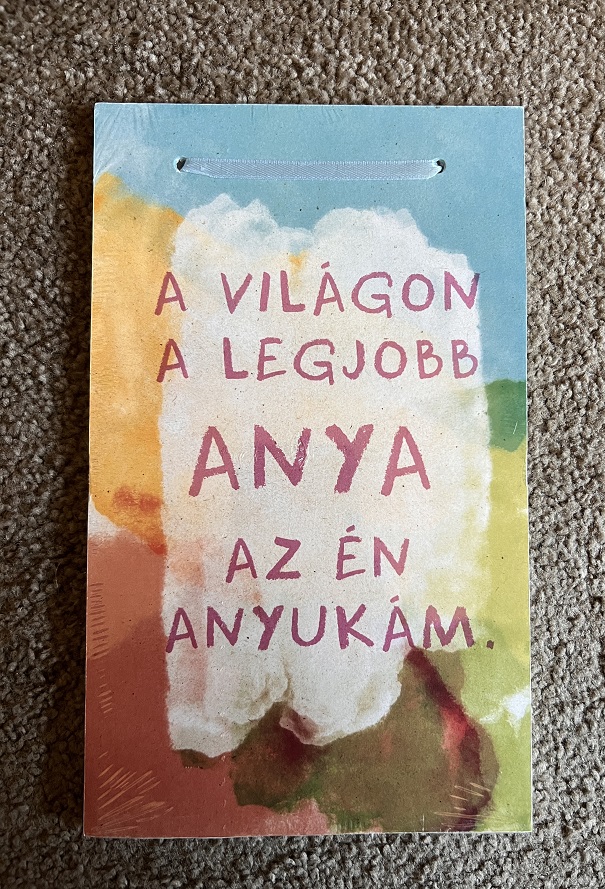 A VILÁGON
A LEGJOBB
ANYA
AZ ÉN
ANYUKÁM.